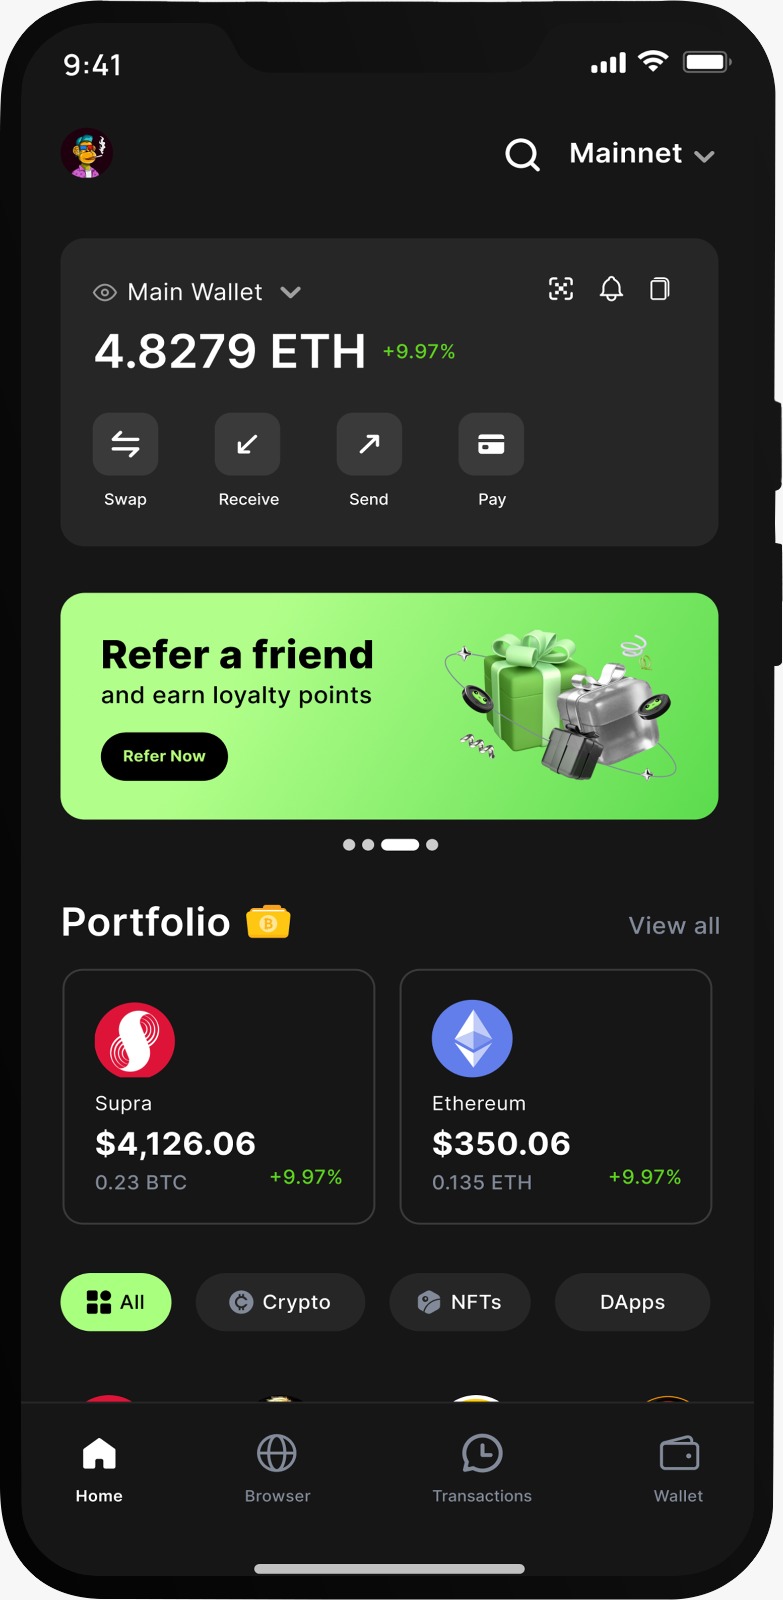 9:41
Mainnet
Main Wallet
4.8279 ETH +9.97%
Swap Receive Send Pay
Refer a friend
and earn loyalty points
Refer Now
Portfolio
View all
Supra
$4,126.06
0.23 BTC +9.97%
Ethereum
$350.06
0.135 ETH +9.97%
All Crypto NFTs DApps
Home Browser Transactions Wallet